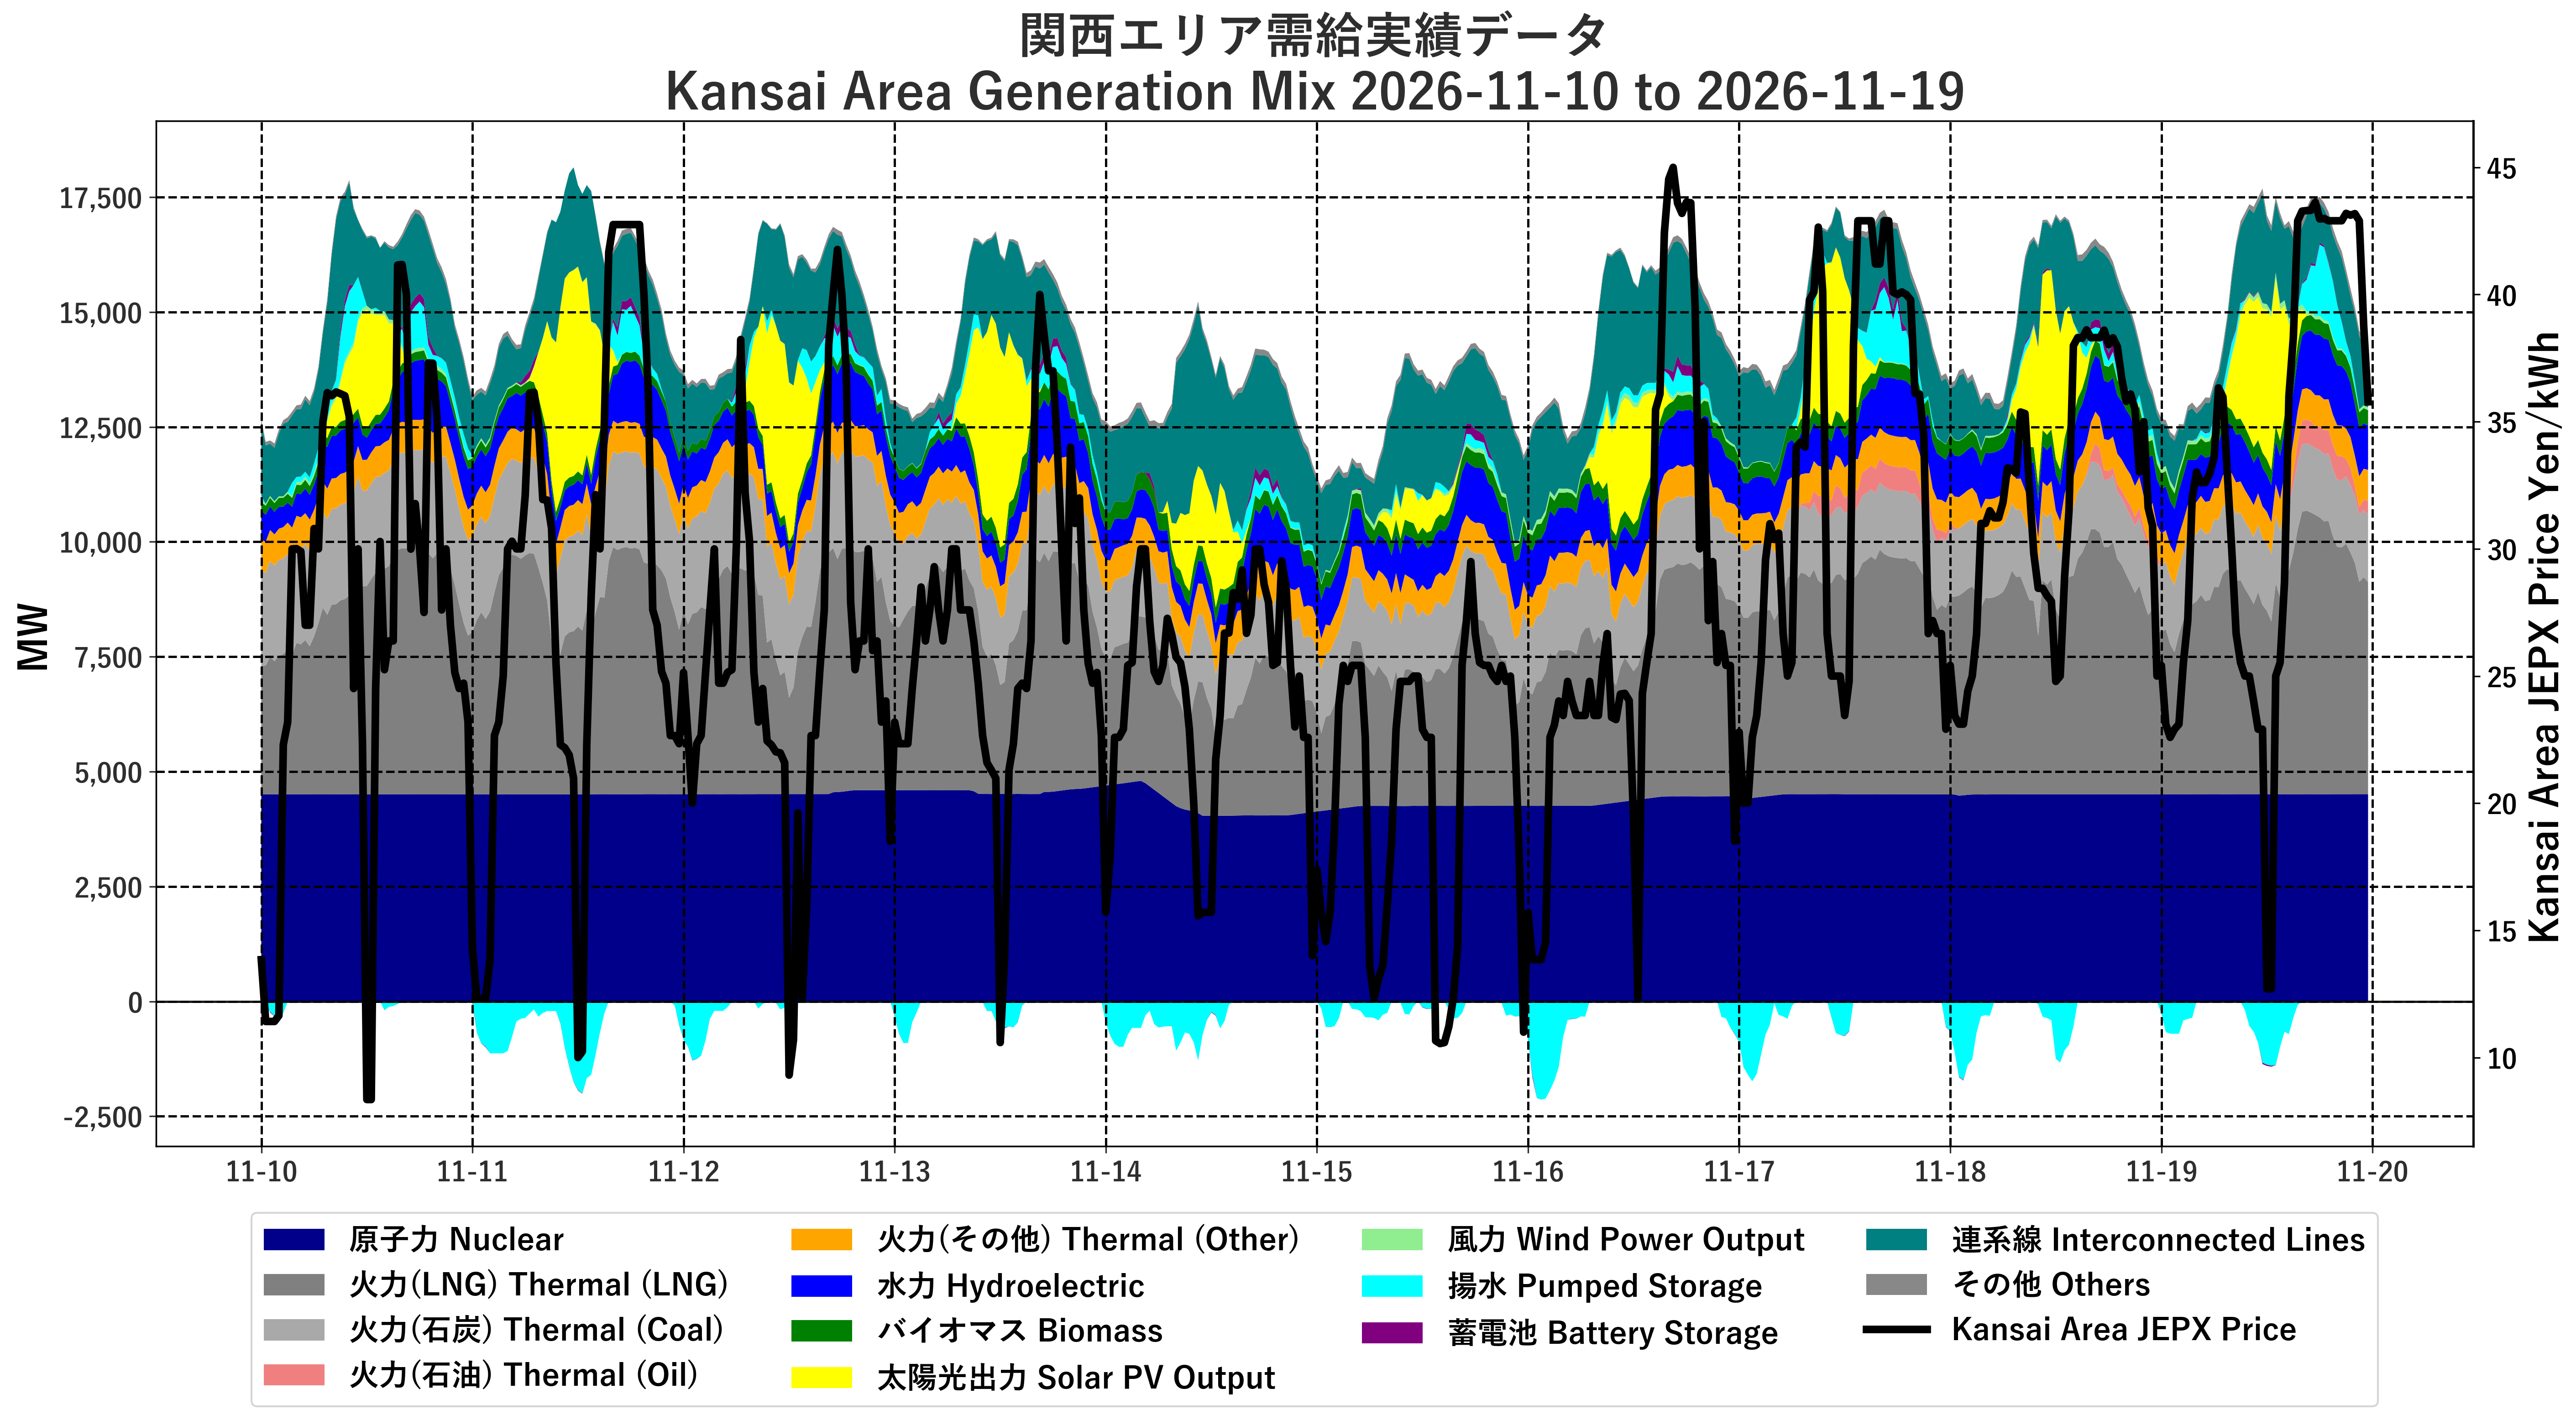 関西エリア需給実績データ
Kansai Area Generation Mix 2026-11-10 to 2026-11-19
MW
17,500
15,000
12,500
10,000
7,500
5,000
2,500
0
-2,500
45
40
35
30
25
20
15
10
Kansai Area JEPX Price Yen/kWh
11-10 11-11 11-12 11-13 11-14 11-15 11-16 11-17 11-18 11-19 11-20
原子力 Nuclear
火力(LNG) Thermal (LNG)
火力(石炭) Thermal (Coal)
火力(石油) Thermal (Oil)
火力(その他) Thermal (Other)
水力 Hydroelectric
バイオマス Biomass
太陽光出力 Solar PV Output
風力 Wind Power Output
揚水 Pumped Storage
蓄電池 Battery Storage
連系線 Interconnected Lines
その他 Others
Kansai Area JEPX Price